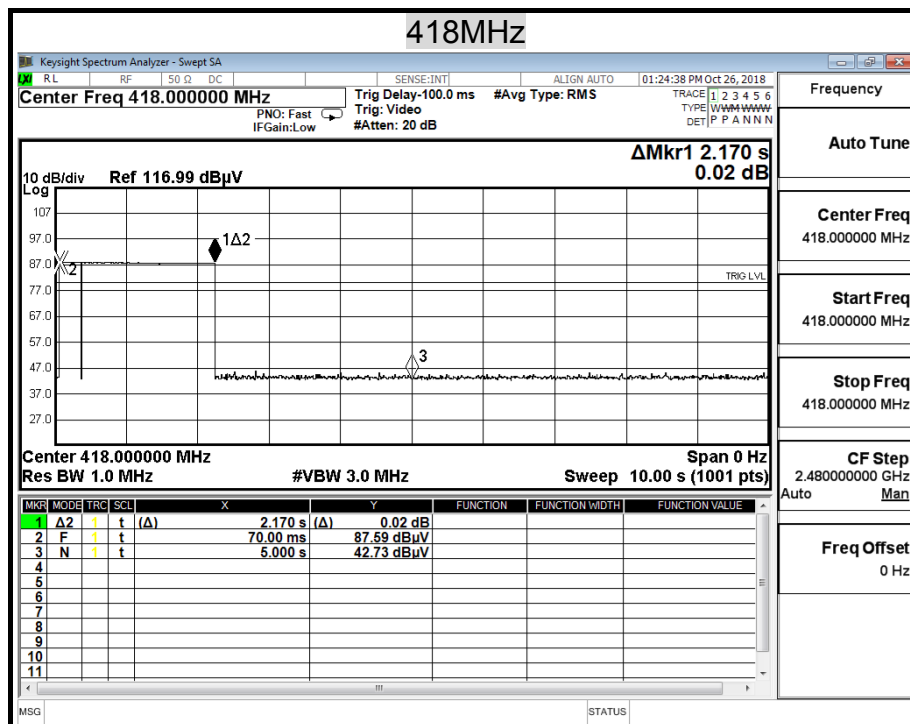 418MHz
Keysight Spectrum Analyzer - Swept SA
LXI RL RF 50 Ω DC SENSE:INT ALIGN AUTO 01:24:38 PM Oct 26, 2018
Center Freq 418.000000 MHz
PNO: Fast
IFGain:Low
Trig Delay-100.0 ms
Trig: Video
#Atten: 20 dB
#Avg Type: RMS
TRACE 1 2 3 4 5 6
TYPE WWMWWW
DET P P A N N N
ΔMkr1 2.170 s
0.02 dB
10 dB/div Ref 116.99 dBµV
Log
107
97.0
87.0
77.0
67.0
57.0
47.0
37.0
27.0
1Δ2
2
TRIG LVL
3
Center 418.000000 MHz Span 0 Hz
Res BW 1.0 MHz #VBW 3.0 MHz Sweep 10.00 s (1001 pts)
MKR MODE TRC SCL X Y FUNCTION FUNCTION WIDTH FUNCTION VALUE
1 Δ2 1 t (Δ) 2.170 s (Δ) 0.02 dB
2 F 1 t 70.00 ms 87.59 dBµV
3 N 1 t 5.000 s 42.73 dBµV
4
5
6
7
8
9
10
11
MSG STATUS
Frequency
Auto Tune
Center Freq
418.000000 MHz
Start Freq
418.000000 MHz
Stop Freq
418.000000 MHz
CF Step
2.480000000 GHz
Auto Man
Freq Offset
0 Hz